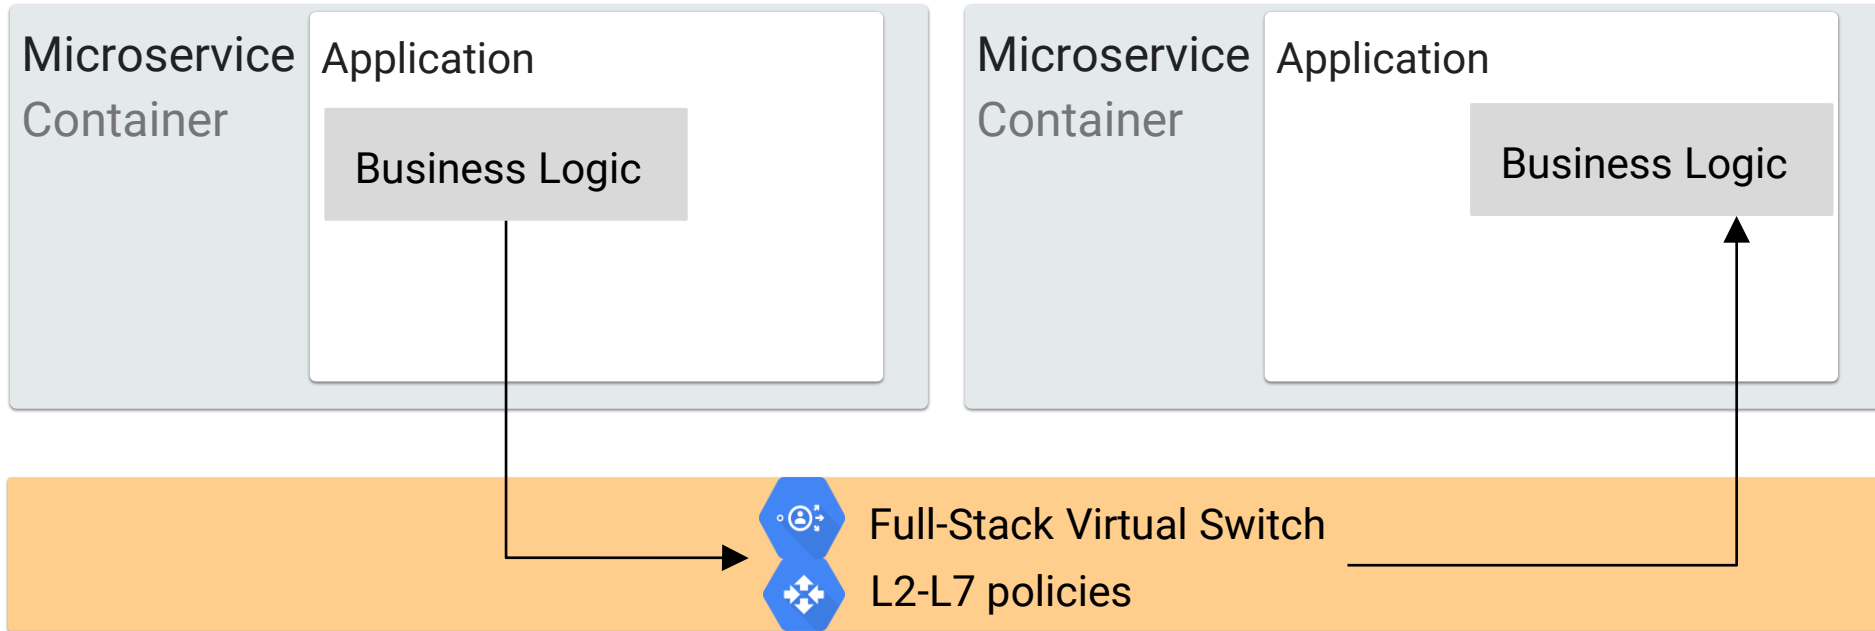 Microservice
Container
Application
Business Logic
Microservice
Container
Application
Business Logic
Full-Stack Virtual Switch
L2-L7 policies